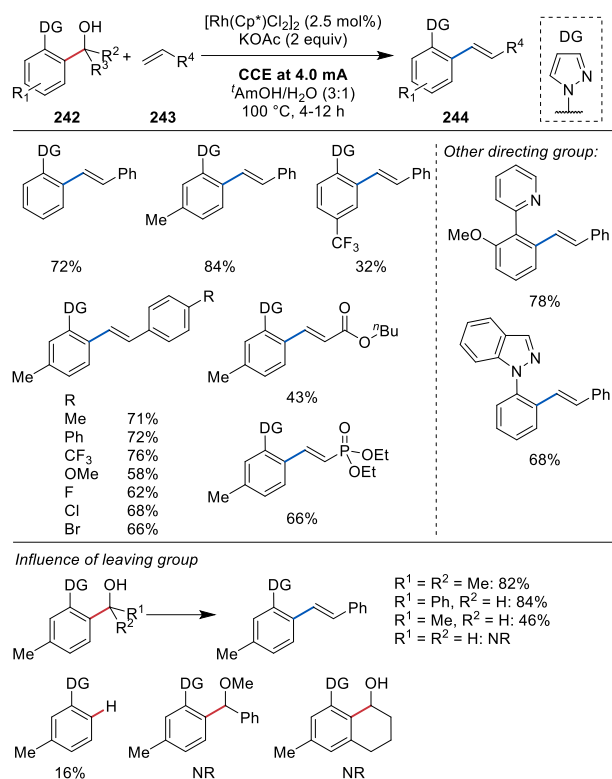 DG OH
R² R³
R₁
242
+
R⁴
243
[Rh(Cp*)Cl₂]₂ (2.5 mol%)
KOAc (2 equiv)
CCE at 4.0 mA
ᵗAmOH/H₂O (3:1)
100 °C, 4-12 h
DG
R⁴
R₁
244
DG
N
N
DG
Ph
72%
DG
Ph
Me
84%
DG
Ph
CF₃
32%
Other directing group:
N
MeO
Ph
78%
DG
R
Me
R
Me 71%
Ph 72%
CF₃ 76%
OMe 58%
F 62%
Cl 68%
Br 66%
DG
O
O
ⁿBu
Me
43%
DG
O
P
OEt
OEt
Me
66%
N
N
Ph
68%
Influence of leaving group
DG OH
R¹
R²
Me
DG
Ph
Me
R¹ = R² = Me: 82%
R¹ = Ph, R² = H: 84%
R¹ = Me, R² = H: 46%
R¹ = R² = H: NR
DG
H
Me
16%
DG OMe
Ph
Me
NR
DG OH
Me
NR